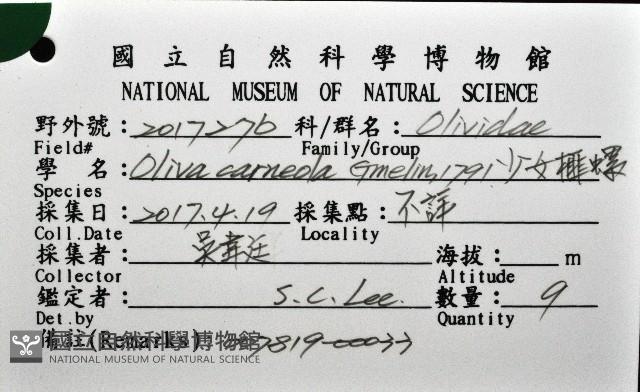 國立自然科學博物館
NATIONAL MUSEUM OF NATURAL SCIENCE
野外號：2017276 科/群名：Olividae
Field# Family/Group
學 名：Oliva carneola Gmelin, 1791 少女榧螺
Species
採集日：2017.4.19 採集點：不詳
Coll.Date Locality
採集者：吳韋廷 海拔： m
Collector Altitude
鑑定者： S.C. Lee. 數量： 9
Det.by Quantity
備註(Remarks)
國立自然科學博物館
NATIONAL MUSEUM OF NATURAL SCIENCE